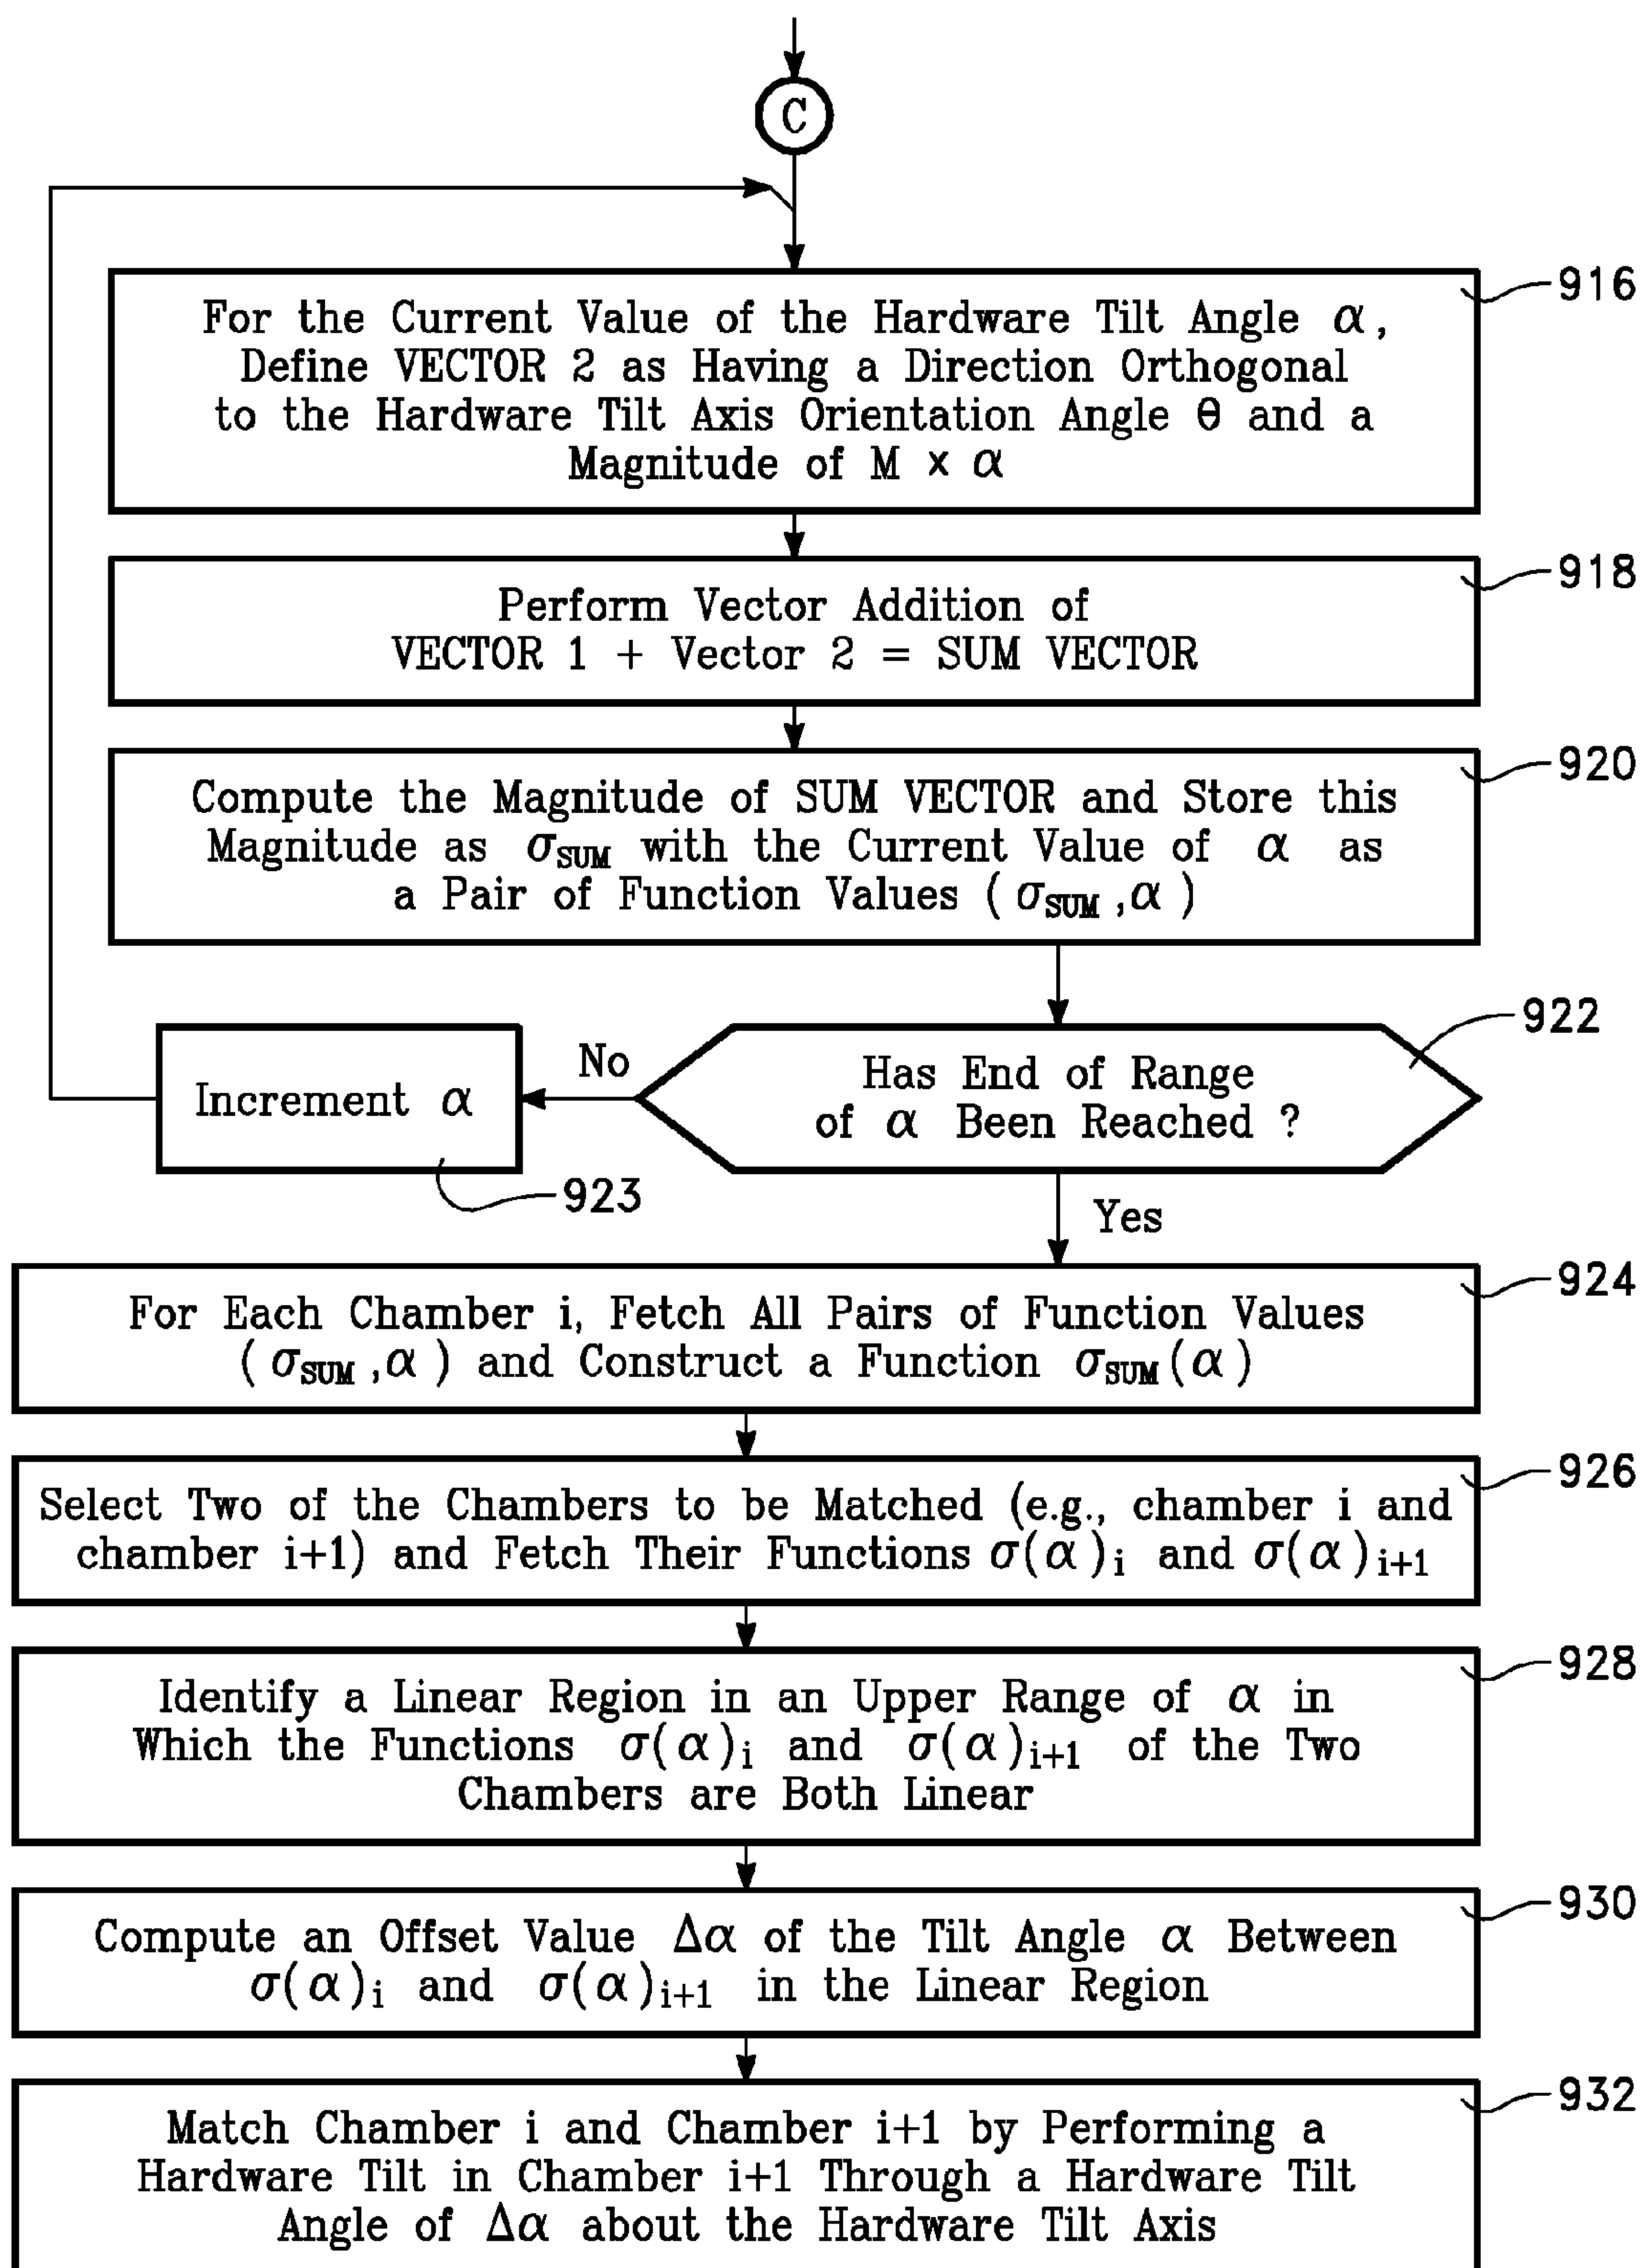 C
For the Current Value of the Hardware Tilt Angle α,
Define VECTOR 2 as Having a Direction Orthogonal
to the Hardware Tilt Axis Orientation Angle θ and a
Magnitude of M x α
916
Perform Vector Addition of
VECTOR 1 + Vector 2 = SUM VECTOR
918
Compute the Magnitude of SUM VECTOR and Store this
Magnitude as σSUM with the Current Value of α as
a Pair of Function Values (σSUM,α)
920
Has End of Range
of α Been Reached ?
922
No
Increment α
923
Yes
For Each Chamber i, Fetch All Pairs of Function Values
(σSUM,α) and Construct a Function σSUM(α)
924
Select Two of the Chambers to be Matched (e.g., chamber i and
chamber i+1) and Fetch Their Functions σ(α)i and σ(α)i+1
926
Identify a Linear Region in an Upper Range of α in
Which the Functions σ(α)i and σ(α)i+1 of the Two
Chambers are Both Linear
928
Compute an Offset Value Δα of the Tilt Angle α Between
σ(α)i and σ(α)i+1 in the Linear Region
930
Match Chamber i and Chamber i+1 by Performing a
Hardware Tilt in Chamber i+1 Through a Hardware Tilt
Angle of Δα about the Hardware Tilt Axis
932